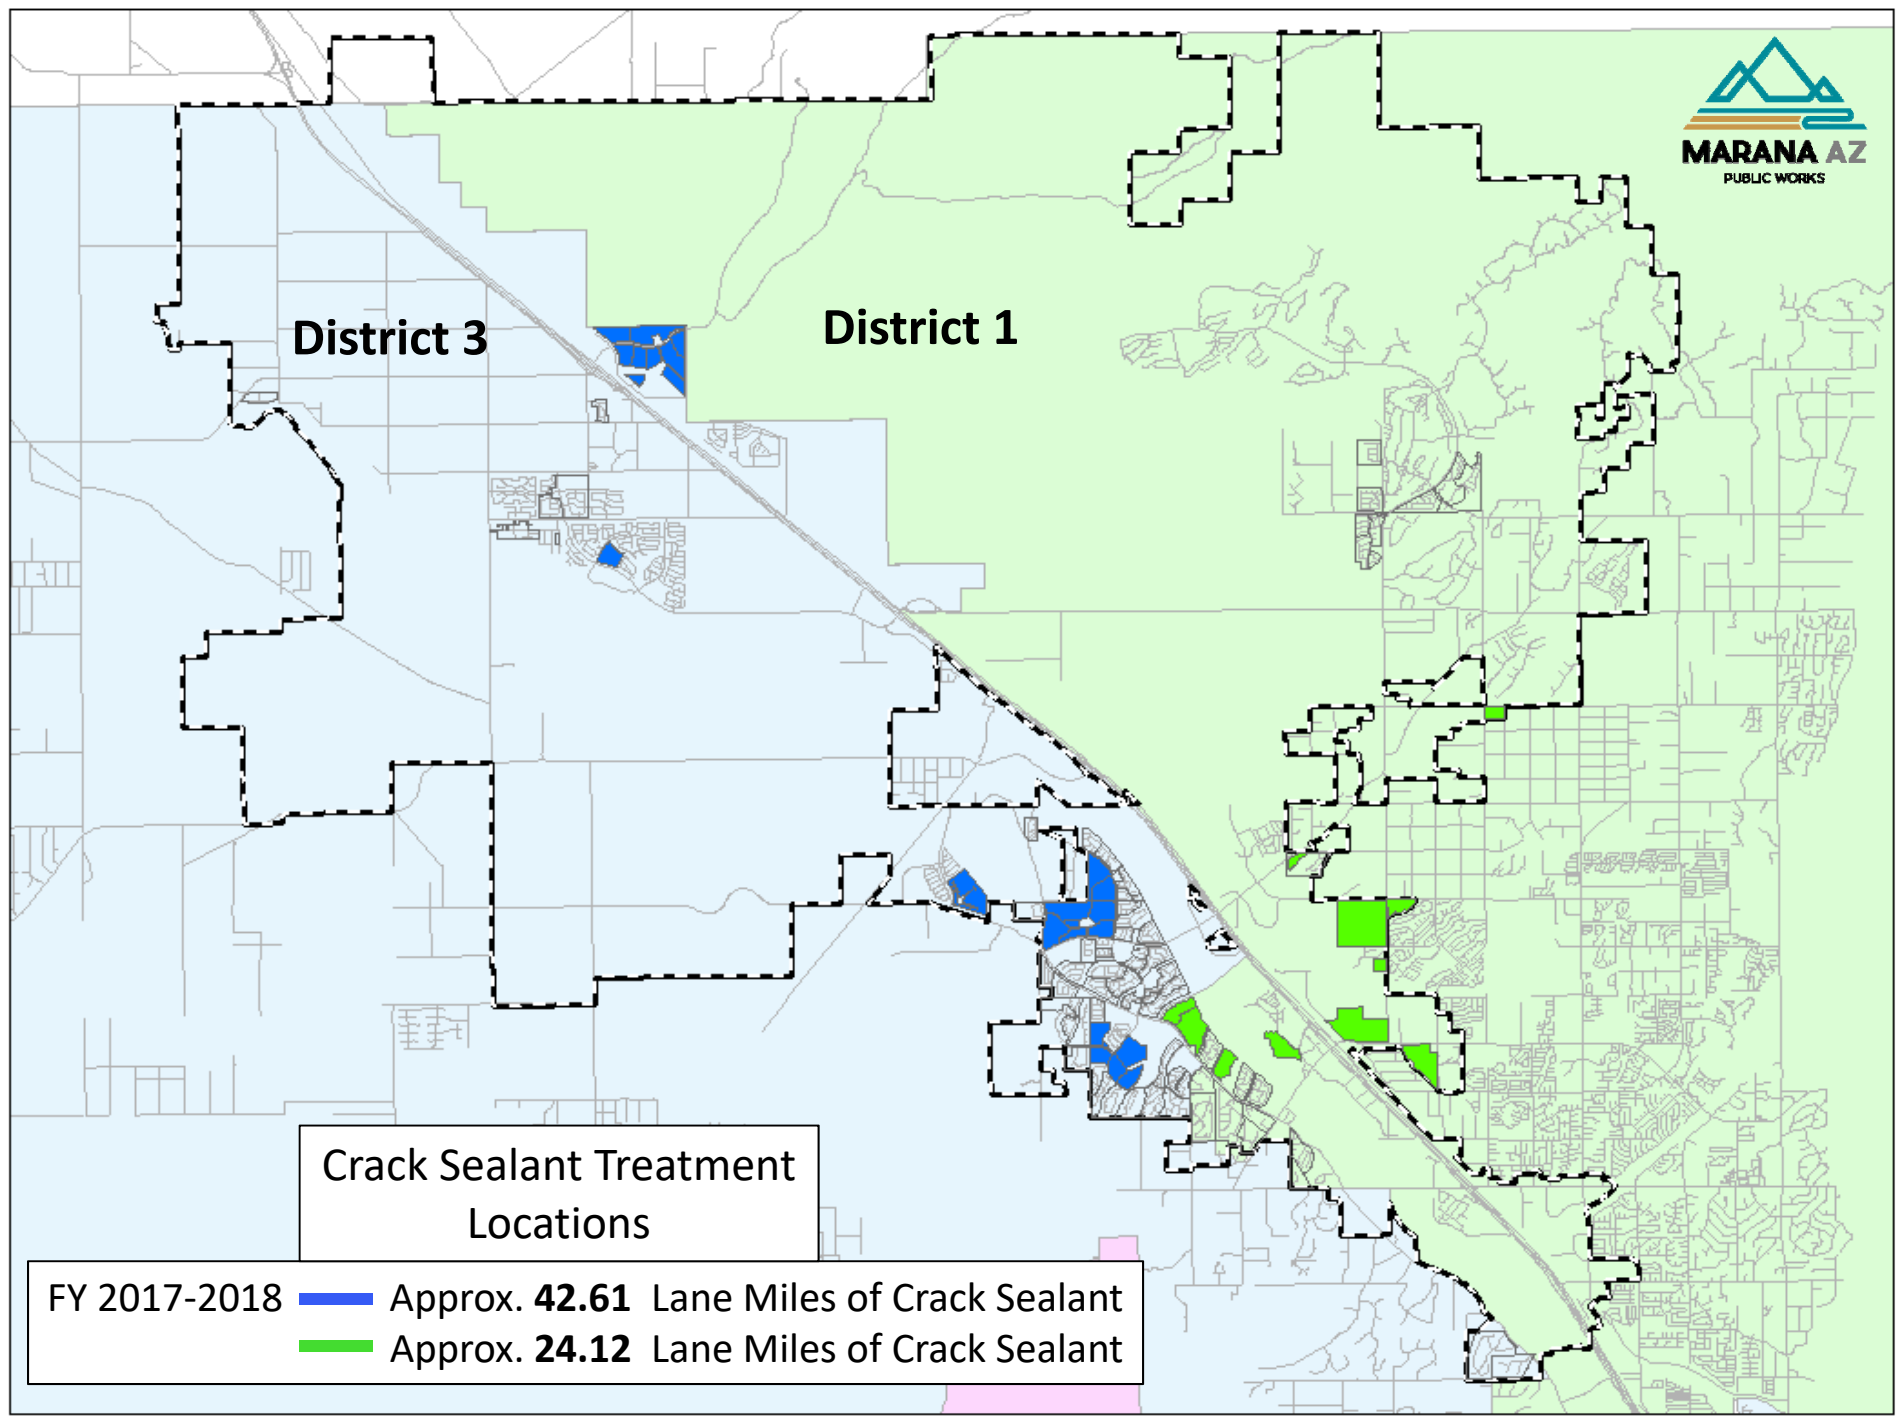 MARANA AZ
PUBLIC WORKS
District 3
District 1
Crack Sealant Treatment
Locations
FY 2017-2018 Approx. 42.61 Lane Miles of Crack Sealant
Approx. 24.12 Lane Miles of Crack Sealant